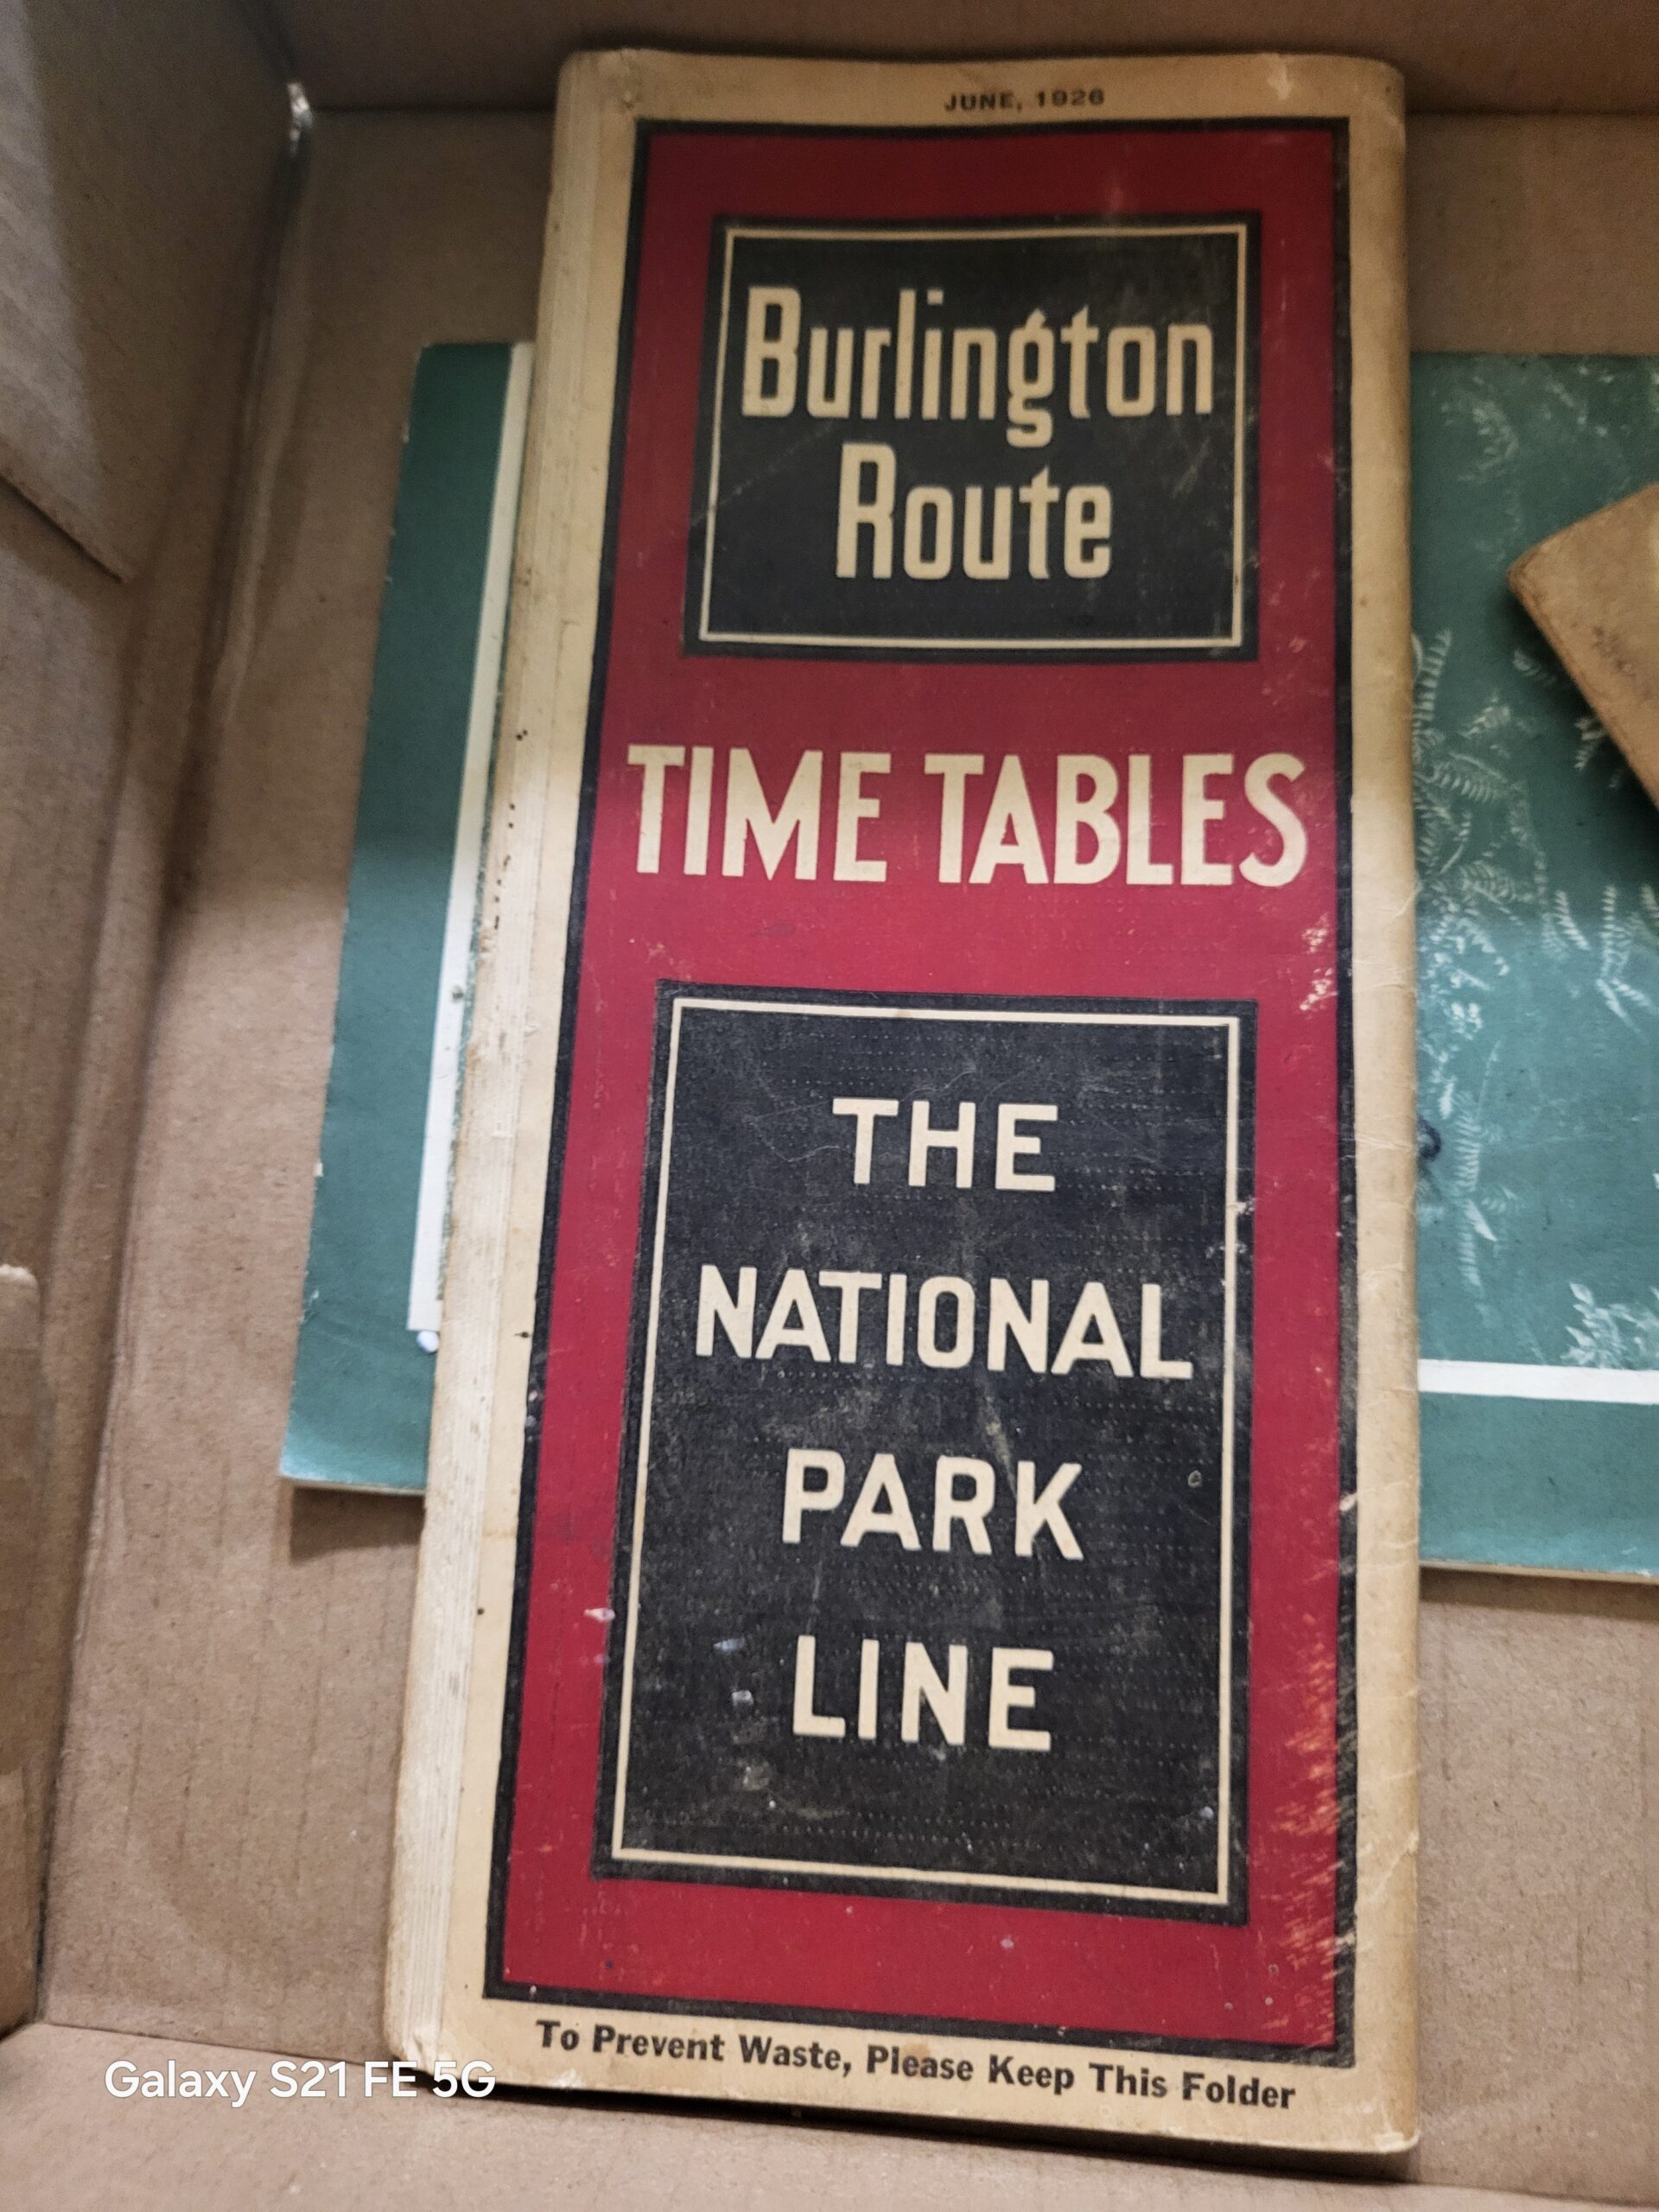 JUNE, 1926
Burlington
Route
TIME TABLES
THE
NATIONAL
PARK
LINE
To Prevent Waste, Please Keep This Folder
Galaxy S21 FE 5G